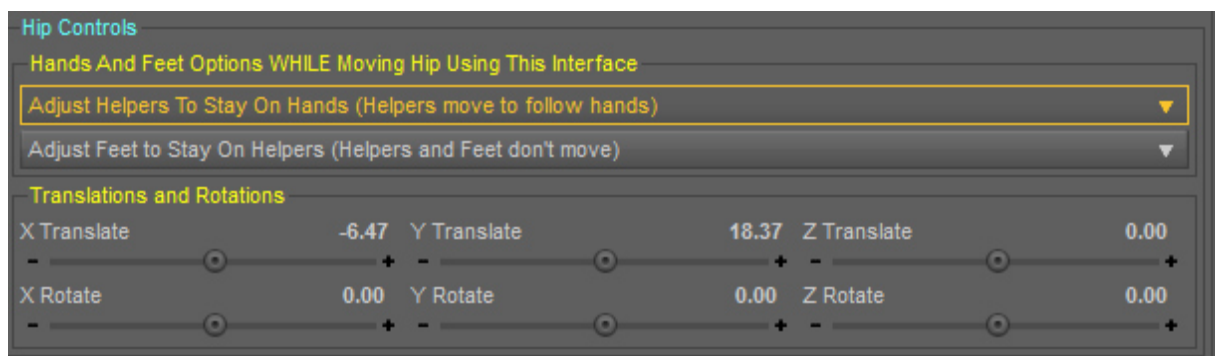 Hip Controls
Hands And Feet Options WHILE Moving Hip Using This Interface
Adjust Helpers To Stay On Hands (Helpers move to follow hands)
Adjust Feet to Stay On Helpers (Helpers and Feet don't move)
Translations and Rotations
X Translate -6.47 Y Translate 18.37 Z Translate 0.00
- + - + - +
X Rotate 0.00 Y Rotate 0.00 Z Rotate 0.00
- + - + - +